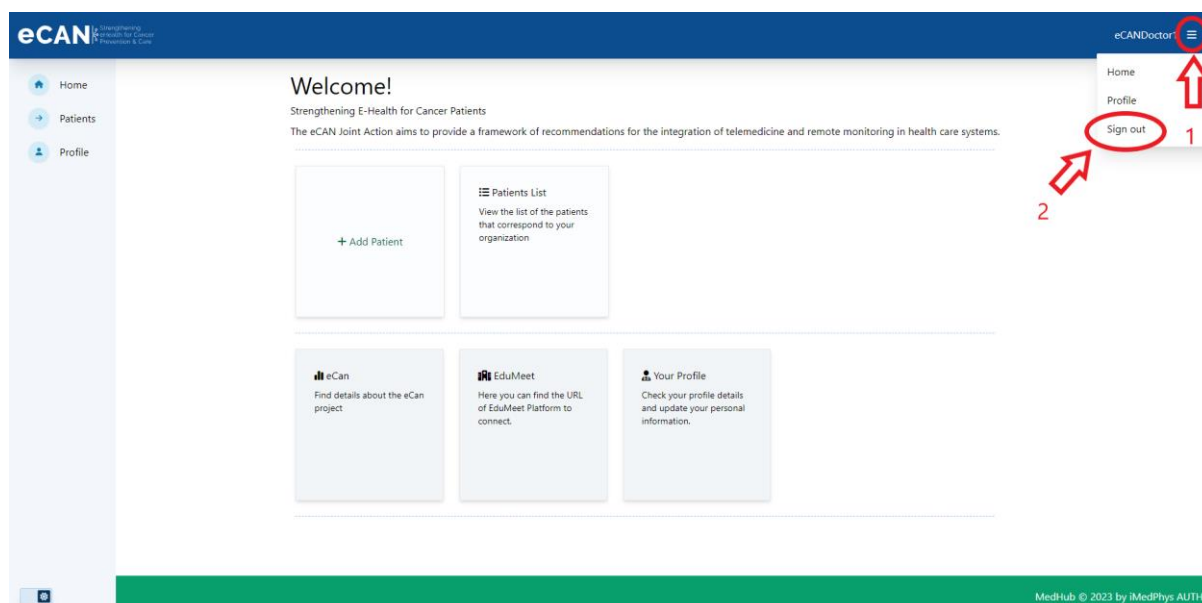 eCAN Strengthening
eHealth for Cancer
Prevention & Care
eCANDoctor1
Home
Patients
Profile
Welcome!
Strengthening E-Health for Cancer Patients
The eCAN Joint Action aims to provide a framework of recommendations for the integration of telemedicine and remote monitoring in health care systems.
Home
Profile
Sign out
1
2
+ Add Patient
Patients List
View the list of the patients
that correspond to your
organization
eCan
Find details about the eCan
project
EduMeet
Here you can find the URL
of EduMeet Platform to
connect.
Your Profile
Check your profile details
and update your personal
information.
MedHub © 2023 by iMedPhys AUTH